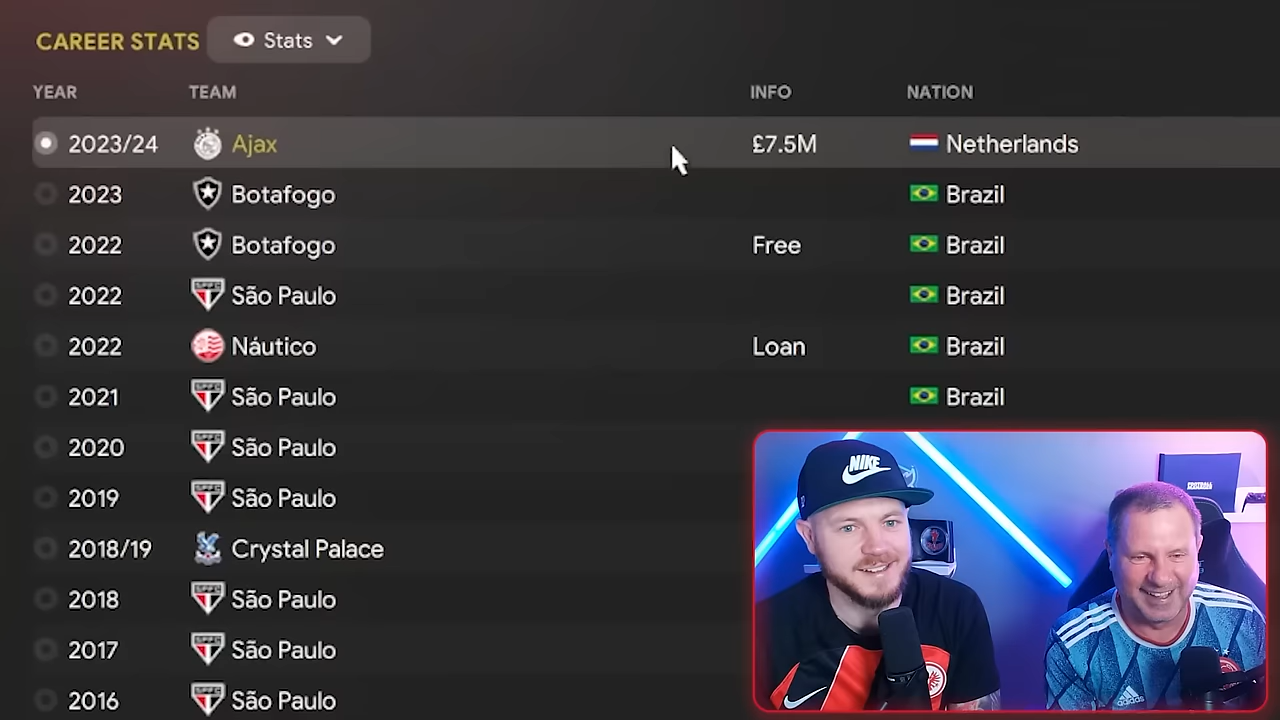 CAREER STATS Stats
YEAR TEAM INFO NATION
2023/24 Ajax £7.5M Netherlands
2023 Botafogo Brazil
2022 Botafogo Free Brazil
2022 São Paulo Brazil
2022 Náutico Loan Brazil
2021 São Paulo Brazil
2020 São Paulo
2019 São Paulo
2018/19 Crystal Palace
2018 São Paulo
2017 São Paulo
2016 São Paulo
NIKE
adidas